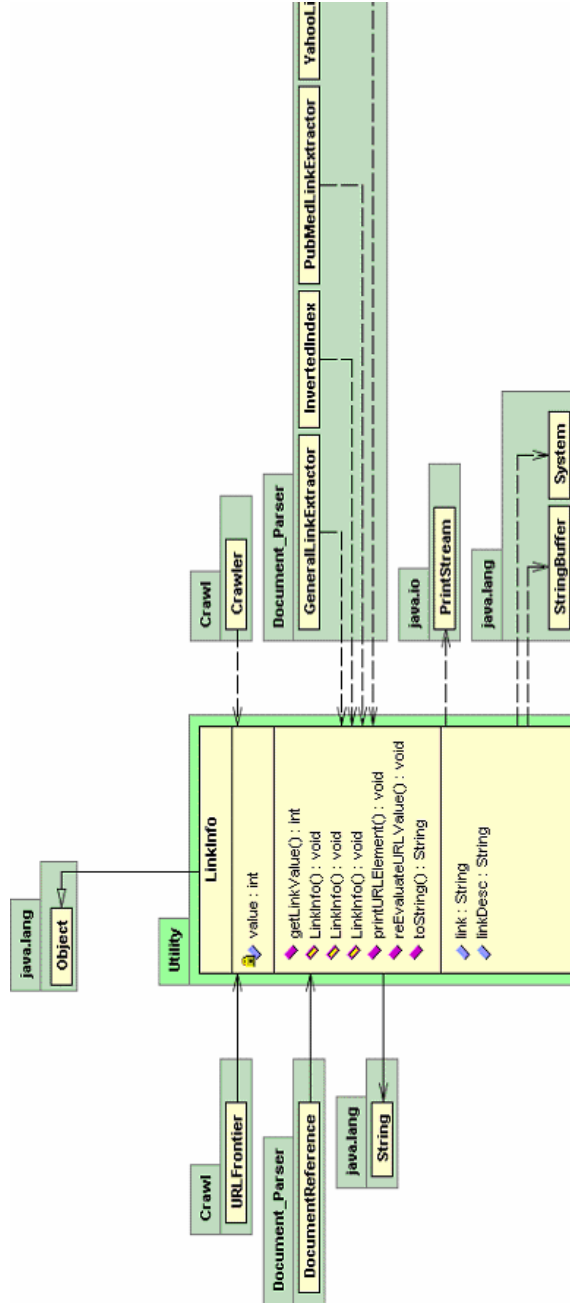 java.lang
Object
Utility
LinkInfo
value : int
getLinkValue() : int
LinkInfo() : void
LinkInfo() : void
LinkInfo() : void
printURLElement() : void
reEvaluateURLValue() : void
toString() : String
link : String
linkDesc : String
Crawl
URLFrontier
Document_Parser
DocumentReference
java.lang
String
Crawl
Crawler
Document_Parser
GeneralLinkExtractor
InvertedIndex
PubMedLinkExtractor
YahooLi
java.io
PrintStream
java.lang
StringBuffer
System